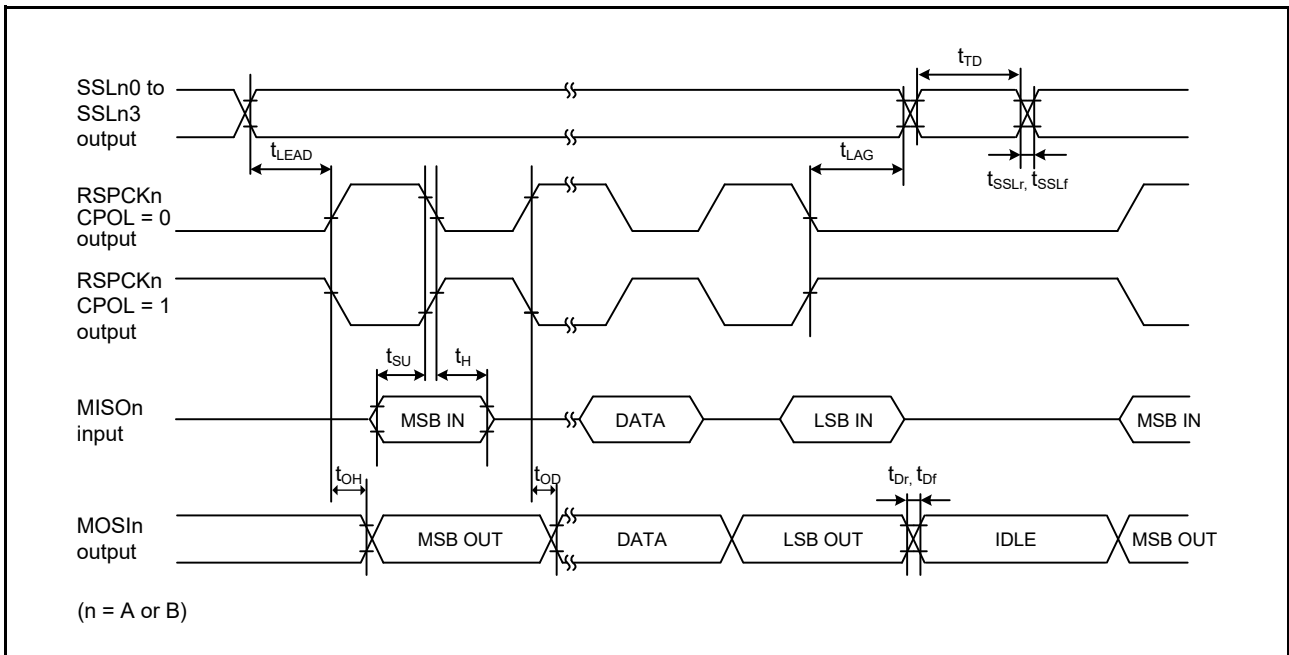 tTD
SSLn0 to
SSLn3
output
tLEAD
tLAG
tSSLr, tSSLf
RSPCKn
CPOL = 0
output
RSPCKn
CPOL = 1
output
tSU
tH
MISOn
input
MSB IN
DATA
LSB IN
MSB IN
tOH
tOD
tDr, tDf
MOSIn
output
MSB OUT
DATA
LSB OUT
IDLE
MSB OUT
(n = A or B)